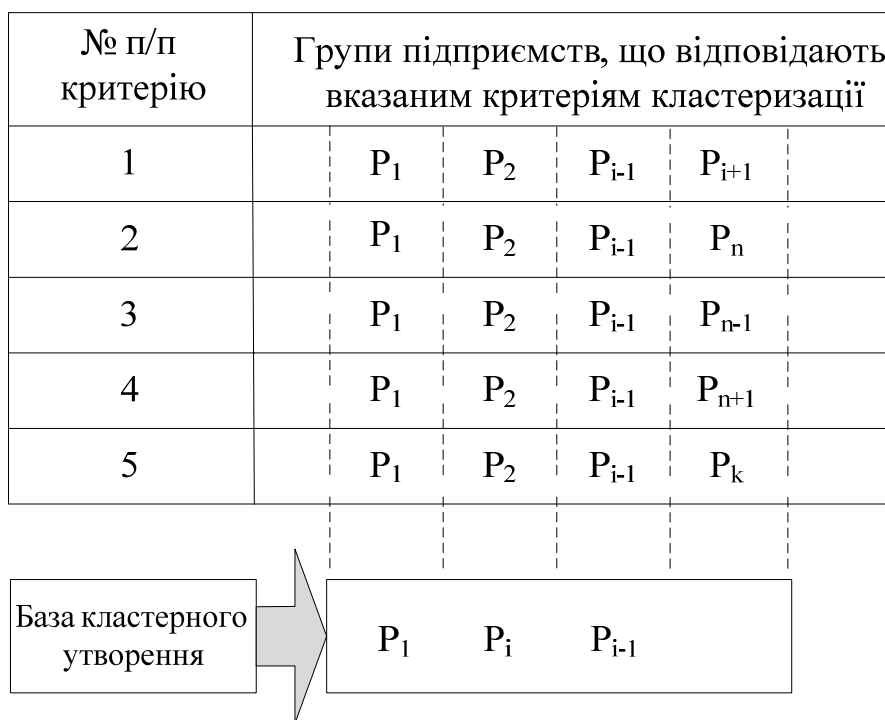 № п/п
критерію
Групи підприємств, що відповідають
вказаним критеріям кластеризації
1 P₁ P₂ Pᵢ₋₁ Pᵢ₊₁
2 P₁ P₂ Pᵢ₋₁ Pₙ
3 P₁ P₂ Pᵢ₋₁ Pₙ₋₁
4 P₁ P₂ Pᵢ₋₁ Pₙ₊₁
5 P₁ P₂ Pᵢ₋₁ Pₖ
База кластерного
утворення
P₁ Pᵢ Pᵢ₋₁